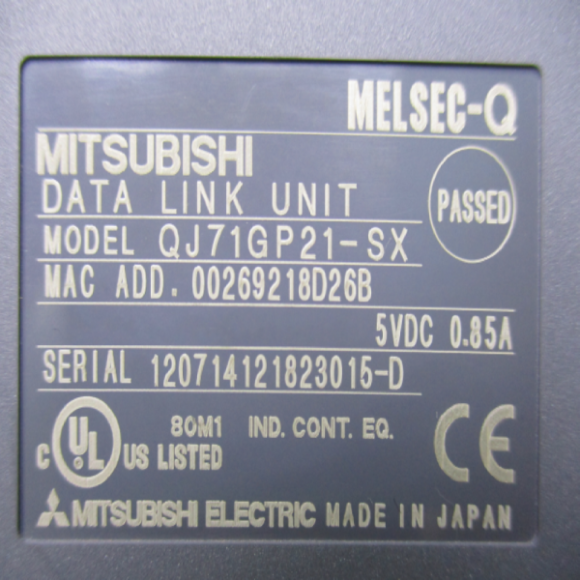 MELSEC-Q
MITSUBISHI
DATA LINK UNIT
PASSED
MODEL QJ71GP21-SX
MAC ADD. 00269218D26B
5VDC 0.85A
SERIAL 120714121823015-D
C UL US LISTED
80M1 IND. CONT. EQ.
CE
MITSUBISHI ELECTRIC MADE IN JAPAN